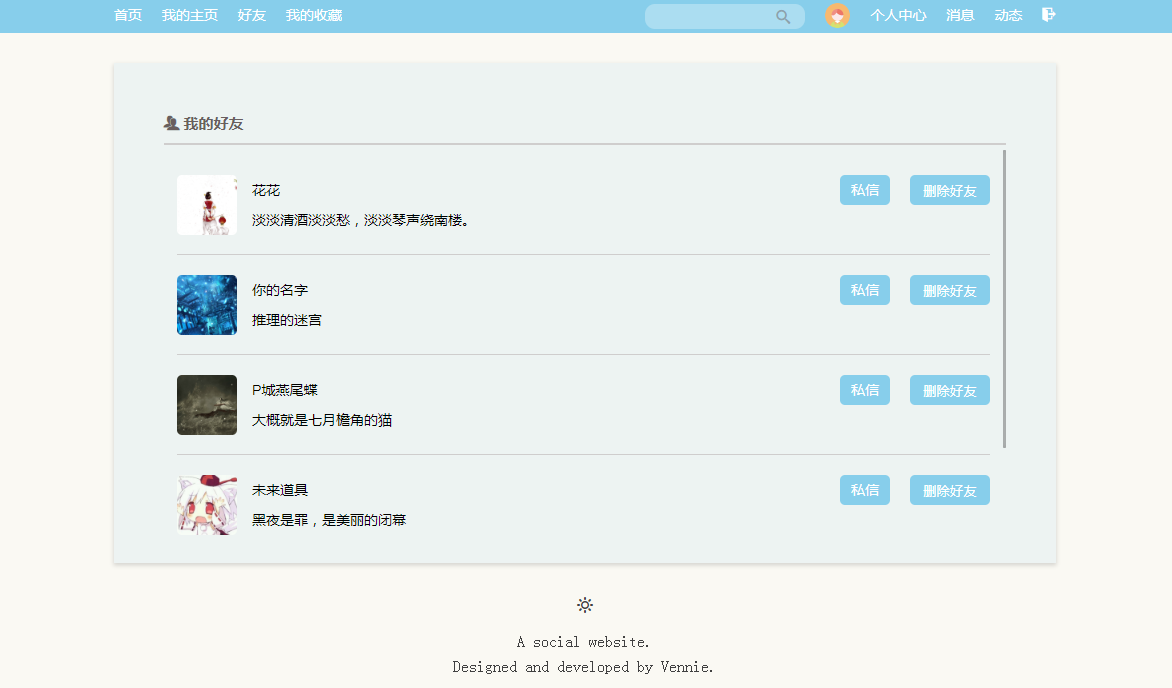 首页 我的主页 好友 我的收藏 个人中心 消息 动态
我的好友
花花 私信 删除好友
淡淡清酒淡淡愁，淡淡琴声绕南楼。
你的名字 私信 删除好友
推理的迷宫
P城燕尾蝶 私信 删除好友
大概就是七月檐角的猫
未来道具 私信 删除好友
黑夜是罪，是美丽的闭幕
A social website.
Designed and developed by Vennie.